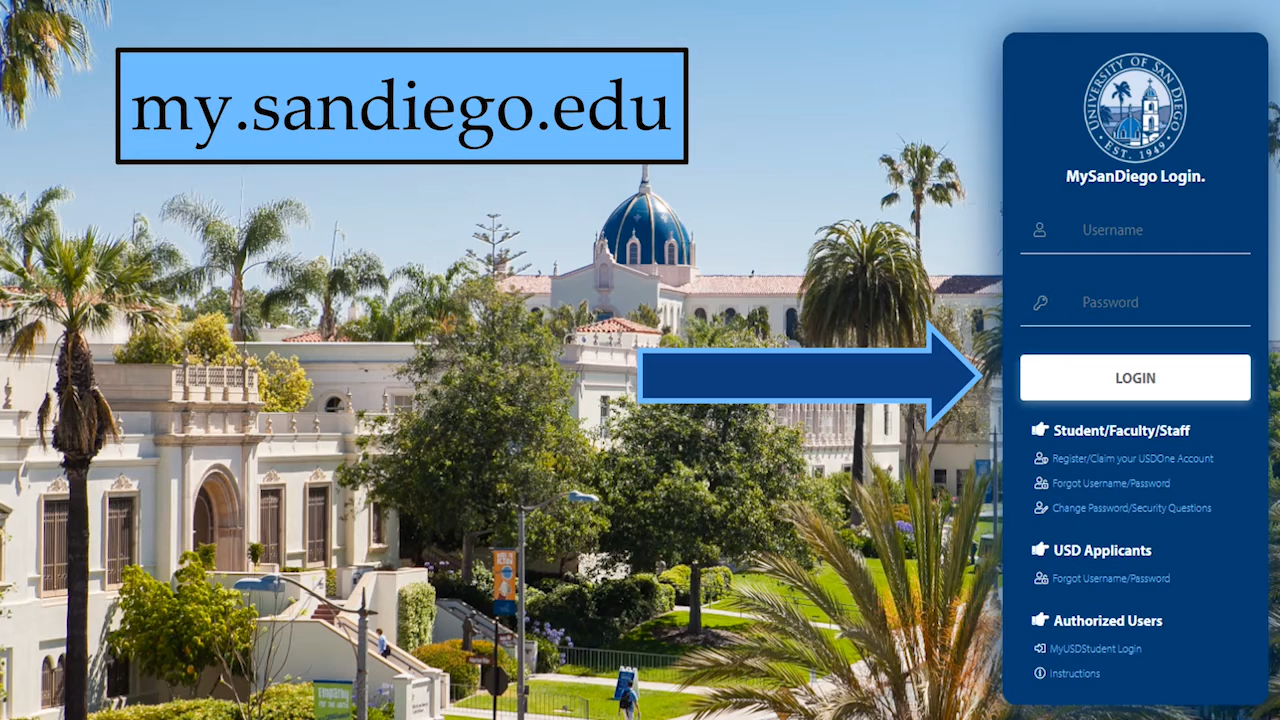 my.sandiego.edu
UNIVERSITY OF SAN DIEGO
· EST. 1949 ·
MySanDiego Login.
Username
Password
LOGIN
Student/Faculty/Staff
Register/Claim your USDOne Account
Forgot Username/Password
Change Password/Security Questions
USD Applicants
Forgot Username/Password
Authorized Users
MyUSDStudent Login
Instructions